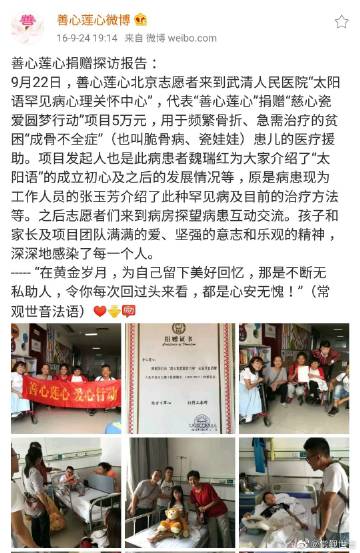 善心莲心微博
16-9-24 19:14 来自 微博 weibo.com
善心莲心捐赠探访报告：
9月22日，善心莲心北京志愿者来到武清人民医院“太阳
语罕见病心理关怀中心”，代表“善心莲心”捐赠“慈心瓷
爱圆梦行动”项目5万元，用于频繁骨折、急需治疗的贫
困“成骨不全症”（也叫脆骨病、瓷娃娃）患儿的医疗援
助。项目发起人也是此病患者魏瑞红为大家介绍了“太
阳语”的成立初心及之后的发展情况等，原是病患现为
工作人员的张玉芳介绍了此种罕见病及目前的治疗方法
等。之后志愿者们来到病房探望病患互动交流。孩子和
家长及项目团队满满的爱、坚强的意志和乐观的精神，
深深地感染了每一个人。
----- “在黄金岁月，为自己留下美好回忆，那是不断无
私助人，令你每次回过头来看，都是心安无愧！”（常
观世音法语）
善心莲心 爱心行动
捐赠证书